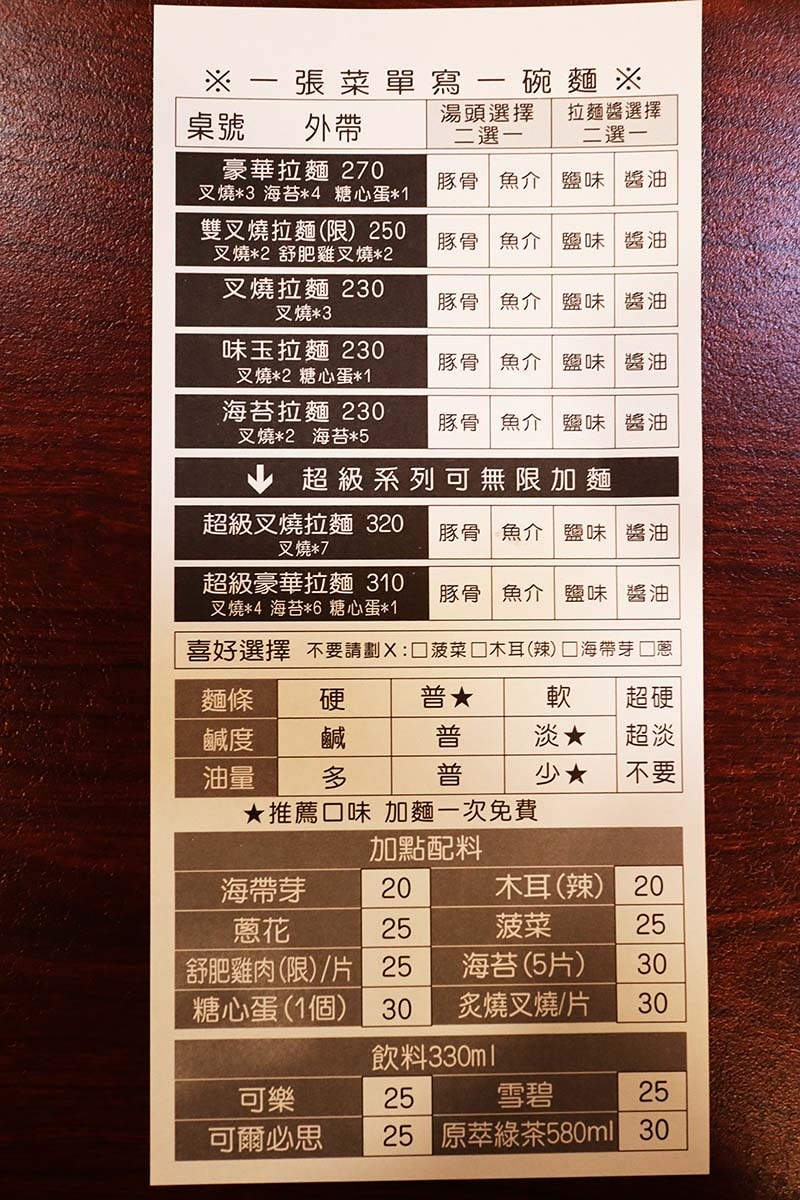 ※一張菜單寫一碗麵※
桌號 外帶 湯頭選擇 二選一 拉麵醬選擇 二選一
豪華拉麵 270 豚骨 魚介 鹽味 醬油
叉燒*3 海苔*4 糖心蛋*1
雙叉燒拉麵(限) 250 豚骨 魚介 鹽味 醬油
叉燒*2 舒肥雞叉燒*2
叉燒拉麵 230 豚骨 魚介 鹽味 醬油
叉燒*3
味玉拉麵 230 豚骨 魚介 鹽味 醬油
叉燒*2 糖心蛋*1
海苔拉麵 230 豚骨 魚介 鹽味 醬油
叉燒*2 海苔*5
↓ 超級系列可無限加麵
超級叉燒拉麵 320 豚骨 魚介 鹽味 醬油
叉燒*7
超級豪華拉麵 310 豚骨 魚介 鹽味 醬油
叉燒*4 海苔*6 糖心蛋*1
喜好選擇 不要請劃X:□菠菜□木耳(辣)□海帶芽□蔥
麵條 硬 普★ 軟 超硬
鹹度 鹹 普 淡★ 超淡
油量 多 普 少★ 不要
★推薦口味 加麵一次免費
加點配料
海帶芽 20 木耳(辣) 20
蔥花 25 菠菜 25
舒肥雞肉(限)/片 25 海苔(5片) 30
糖心蛋(1個) 30 炙燒叉燒/片 30
飲料330ml
可樂 25 雪碧 25
可爾必思 25 原萃綠茶580ml 30